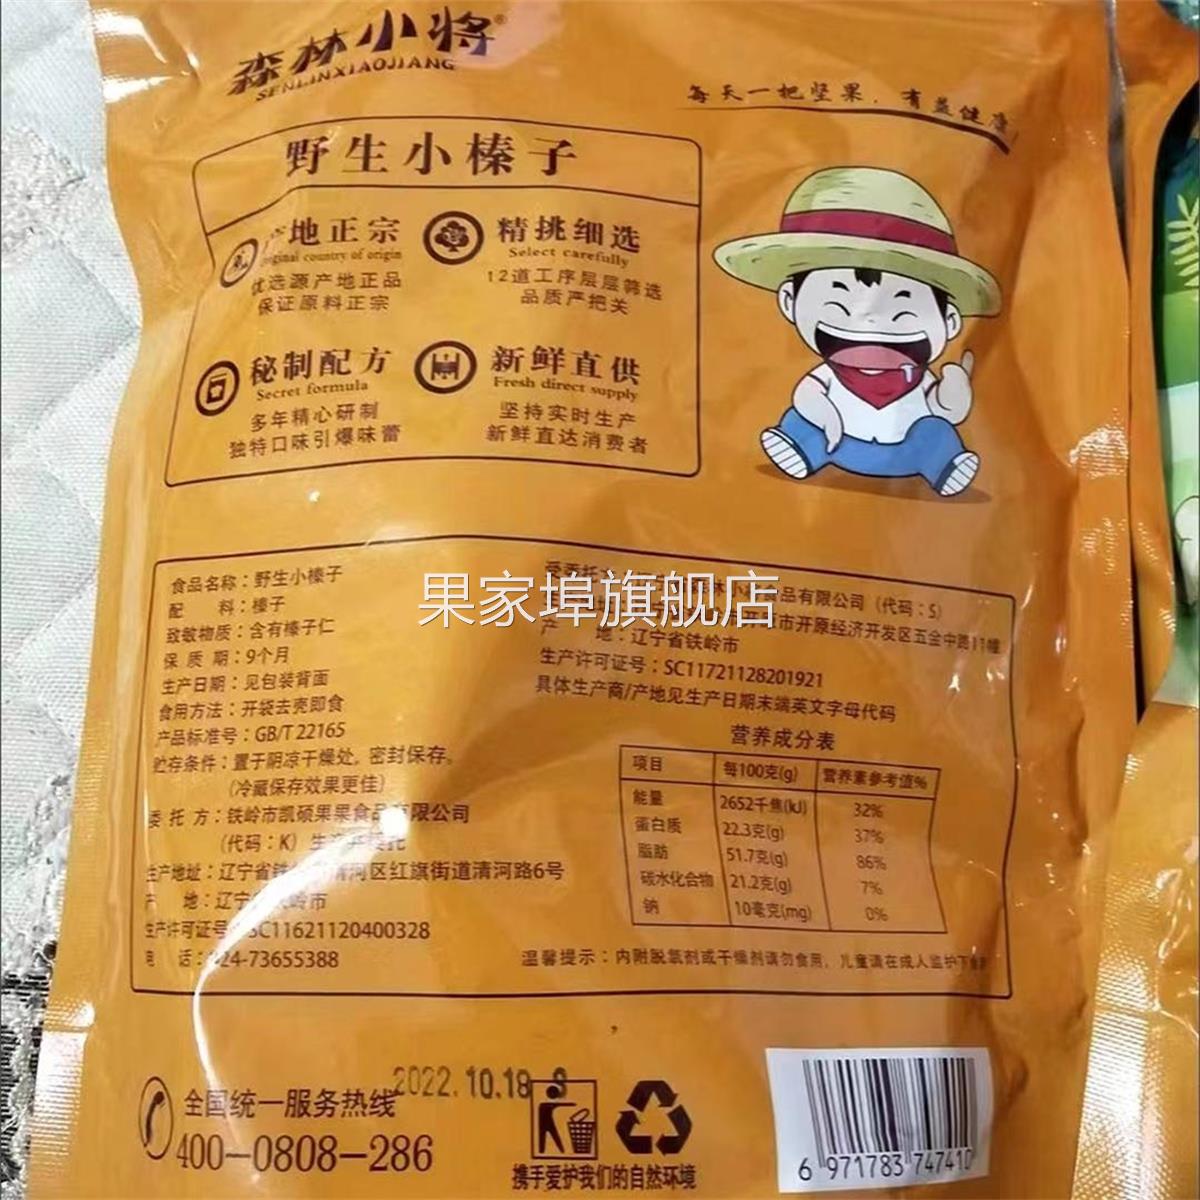 森林小将®
SENLINXIAOJIANG
每天一把坚果，有益健康！
野生小榛子
地正宗
original country of origin
优选源产地正品
保证原料正宗
精挑细选
Select carefully
12道工序层层筛选
品质严把关
秘制配方
Secret formula
多年精心研制
独特口味引爆味蕾
新鲜直供
Fresh direct supply
坚持实时生产
新鲜直达消费者
果家埠旗舰店
食品名称：野生小榛子
配 料：榛子
致敏物质：含有榛子仁
保 质 期：9个月
生产日期：见包装背面
食用方法：开袋去壳即食
产品标准号：GB/T 22165
贮存条件：置于阴凉干燥处，密封保存。
（冷藏保存效果更佳）
委 托 方：铁岭市凯硕果果食品有限公司
（代码：K）
生产地址：辽宁省铁 清河区红旗街道清河路6号
产 地：辽宁 铁岭市
生产许可证号 SC11621120400328
电 话：024-73655388
受委托 食品有限公司（代码：S）
开原市开原经济开发区五金中路11幢
产 地：辽宁省铁岭市
生产许可证号：SC11721128201921
具体生产商/产地见生产日期末端英文字母代码
营养成分表
项目 每100克(g) 营养素参考值%
能量 2652千焦(kJ) 32%
蛋白质 22.3克(g) 37%
脂肪 51.7克(g) 86%
碳水化合物 21.2克(g) 7%
钠 10毫克(mg) 0%
温馨提示：内附脱氧剂或干燥剂请勿食用，儿童请在成人监护下食用
全国统一服务热线
400-0808-286
2022.10.18
携手爱护我们的自然环境
6 971783 747410